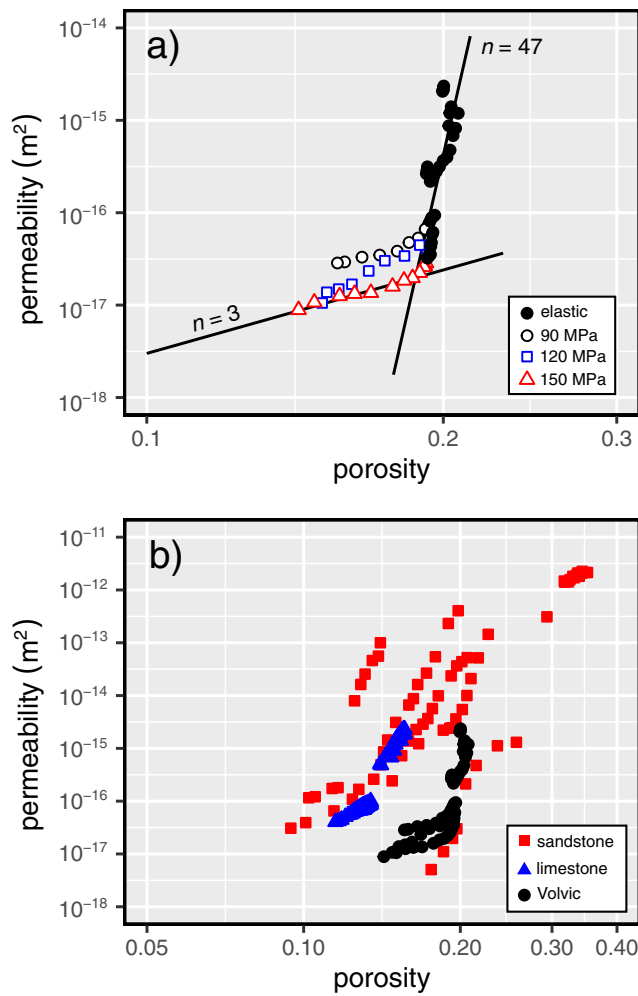 a)
n = 47
10⁻¹⁴
10⁻¹⁵
10⁻¹⁶
10⁻¹⁷
10⁻¹⁸
permeability (m²)
n = 3
elastic
90 MPa
120 MPa
150 MPa
0.1
0.2
0.3
porosity
b)
10⁻¹¹
10⁻¹²
10⁻¹³
10⁻¹⁴
10⁻¹⁵
10⁻¹⁶
10⁻¹⁷
10⁻¹⁸
permeability (m²)
sandstone
limestone
Volvic
0.05
0.10
0.20
0.30
0.40
porosity